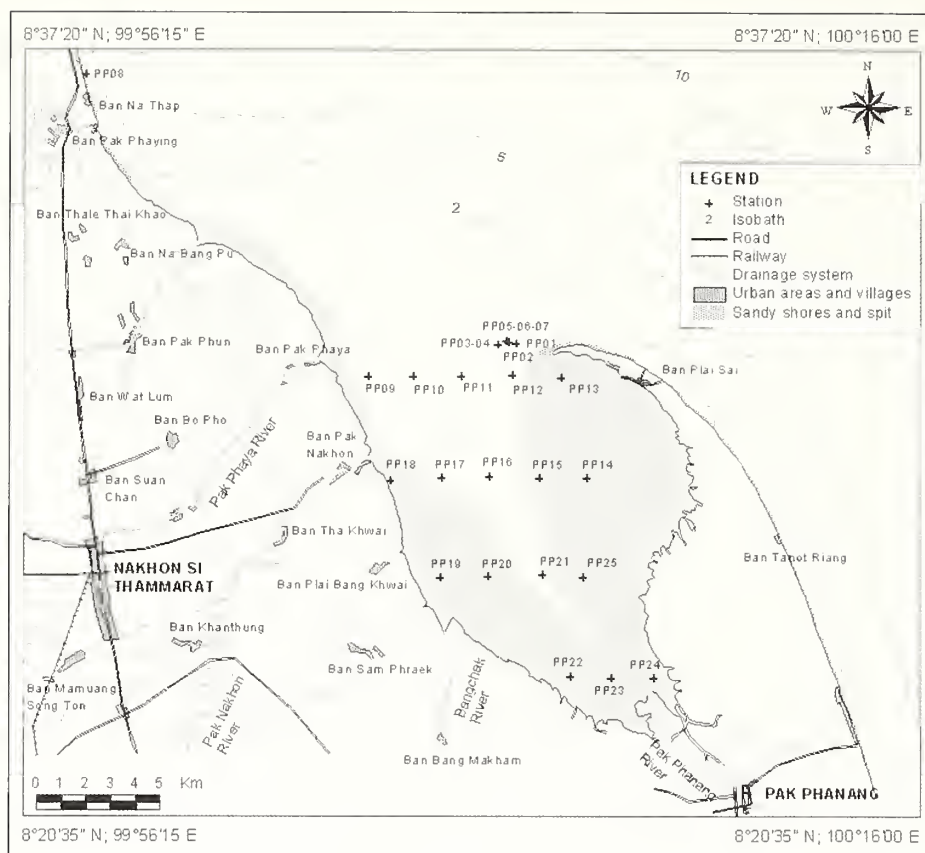 8°37'20" N; 99°56'15" E
8°37'20" N; 100°16'00 E
10
PP08
N
W
E
S
Ban Na Thap
Ban Pak Phaying
5
LEGEND
Station
2 Isobath
Road
Railway
Drainage system
Urban areas and villages
Sandy shores and spit
2
Ban Thale Thai Khao
Ban Na Bang Pu
PP05-06-07
PP03-04
PP01
PP02
Ban Pak Phun
Ban Pak Phaya
Ban Plai Sai
PP09
PP10
PP11
PP12
PP13
Ban Wat Lum
Ban Bo Pho
Pak Phaya River
Ban Pak
Nakhon
PP18
PP17
PP16
PP15
PP14
Ban Suan
Chan
Ban Tha Khwai
Ban Tanot Riang
NAKHON SI
THAMMARAT
Ban Plai Bang Khwai
PP19
PP20
PP21
PP25
Ban Khanthung
Ban Sam Phraek
PP22
PP23
PP24
Ban Mamuang
Song Ton
Pak Nakhon
River
Bangchak
River
Ban Bang Makham
Pak Phanang
River
PAK PHANANG
0 1 2 3 4 5 Km
8°20'35" N; 99°56'15 E
8°20'35" N; 100°16'00 E